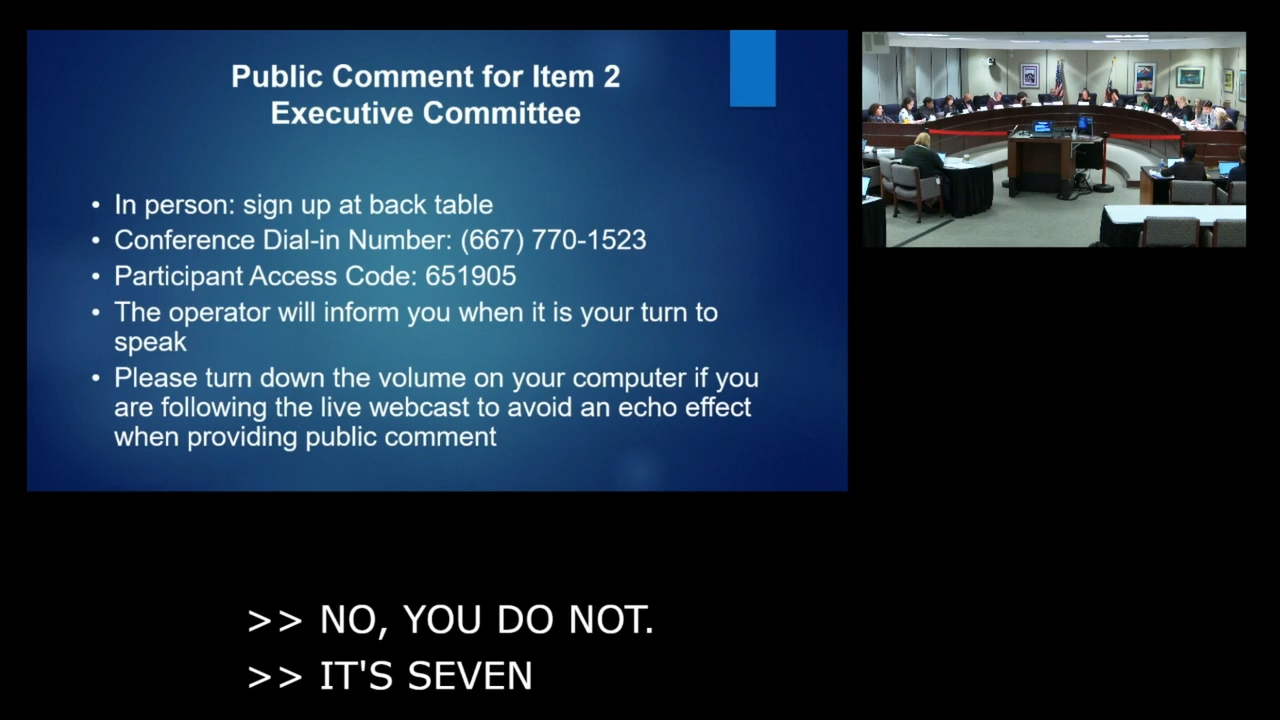 Public Comment for Item 2
Executive Committee
• In person: sign up at back table
• Conference Dial-in Number: (667) 770-1523
• Participant Access Code: 651905
• The operator will inform you when it is your turn to
speak
• Please turn down the volume on your computer if you
are following the live webcast to avoid an echo effect
when providing public comment
>> NO, YOU DO NOT.
>> IT'S SEVEN